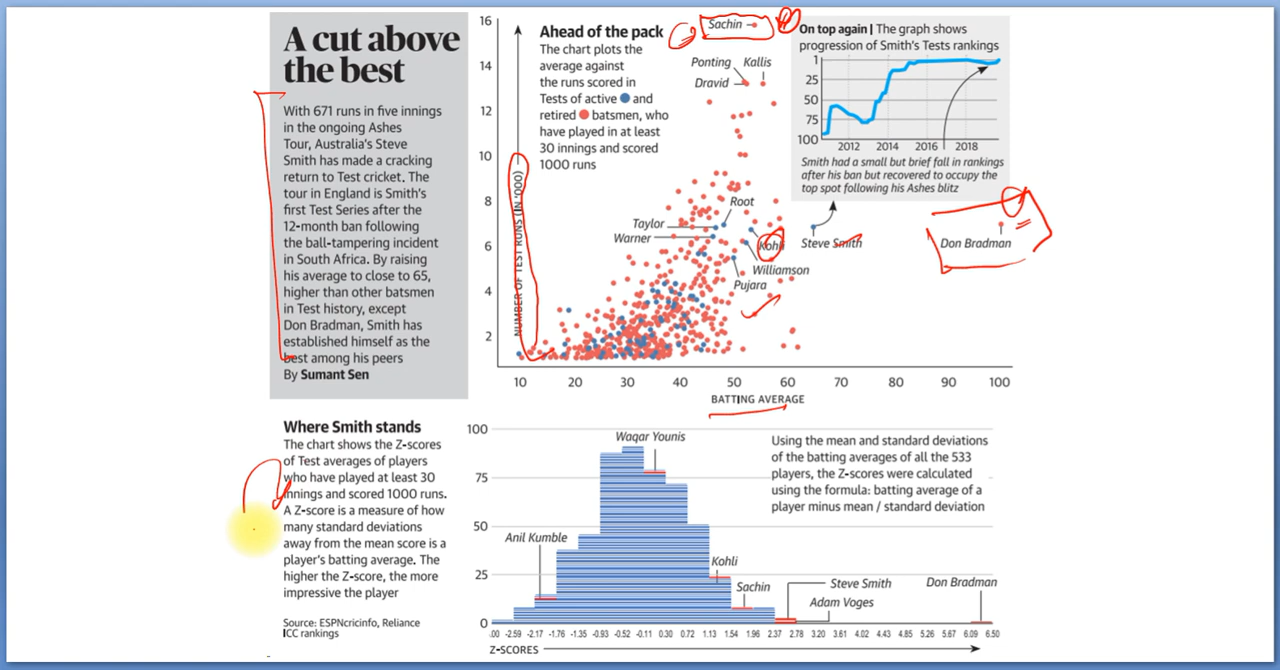 A cut above
the best
With 671 runs in five innings
in the ongoing Ashes
Tour, Australia's Steve
Smith has made a cracking
return to Test cricket. The
tour in England is Smith's
first Test Series after the
12-month ban following
the ball-tampering incident
in South Africa. By raising
his average to close to 65,
higher than other batsmen
in Test history, except
Don Bradman, Smith has
established himself as the
best among his peers
By Sumant Sen
Ahead of the pack
The chart plots the
average against
the runs scored in
Tests of active and
retired batsmen, who
have played in at least
30 innings and scored
1000 runs
NUMBER OF TEST RUNS (IN '000)
16
14
12
10
8
6
4
2
Sachin
Ponting
Kallis
Dravid
Root
Taylor
Warner
Kohli
Williamson
Pujara
Steve Smith
Don Bradman
10 20 30 40 50 60 70 80 90 100
BATTING AVERAGE
On top again | The graph shows
progression of Smith's Tests rankings
1
25
50
75
100
2012 2014 2016 2018
Smith had a small but brief fall in rankings
after his ban but recovered to occupy the
top spot following his Ashes blitz
Where Smith stands
The chart shows the Z-scores
of Test averages of players
who have played at least 30
innings and scored 1000 runs.
A Z-score is a measure of how
many standard deviations
away from the mean score is a
player's batting average. The
higher the Z-score, the more
impressive the player
Source: ESPNcricinfo, Reliance
ICC rankings
100
75
50
25
0
Waqar Younis
Anil Kumble
Kohli
Sachin
Steve Smith
Adam Voges
Don Bradman
Using the mean and standard deviations
of the batting averages of all the 533
players, the Z-scores were calculated
using the formula: batting average of a
player minus mean / standard deviation
.00 -2.59 -2.17 -1.76 -1.35 -0.93 -0.52 -0.11 0.30 0.72 1.13 1.54 1.96 2.37 2.78 3.20 3.61 4.02 4.43 4.85 5.26 5.67 6.09 6.50
Z-SCORES